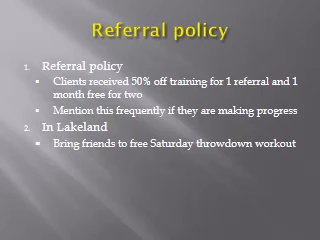 Referral policy
1. Referral policy
▪ Clients received 50% off training for 1 referral and 1
month free for two
▪ Mention this frequently if they are making progress
2. In Lakeland
▪ Bring friends to free Saturday throwdown workout